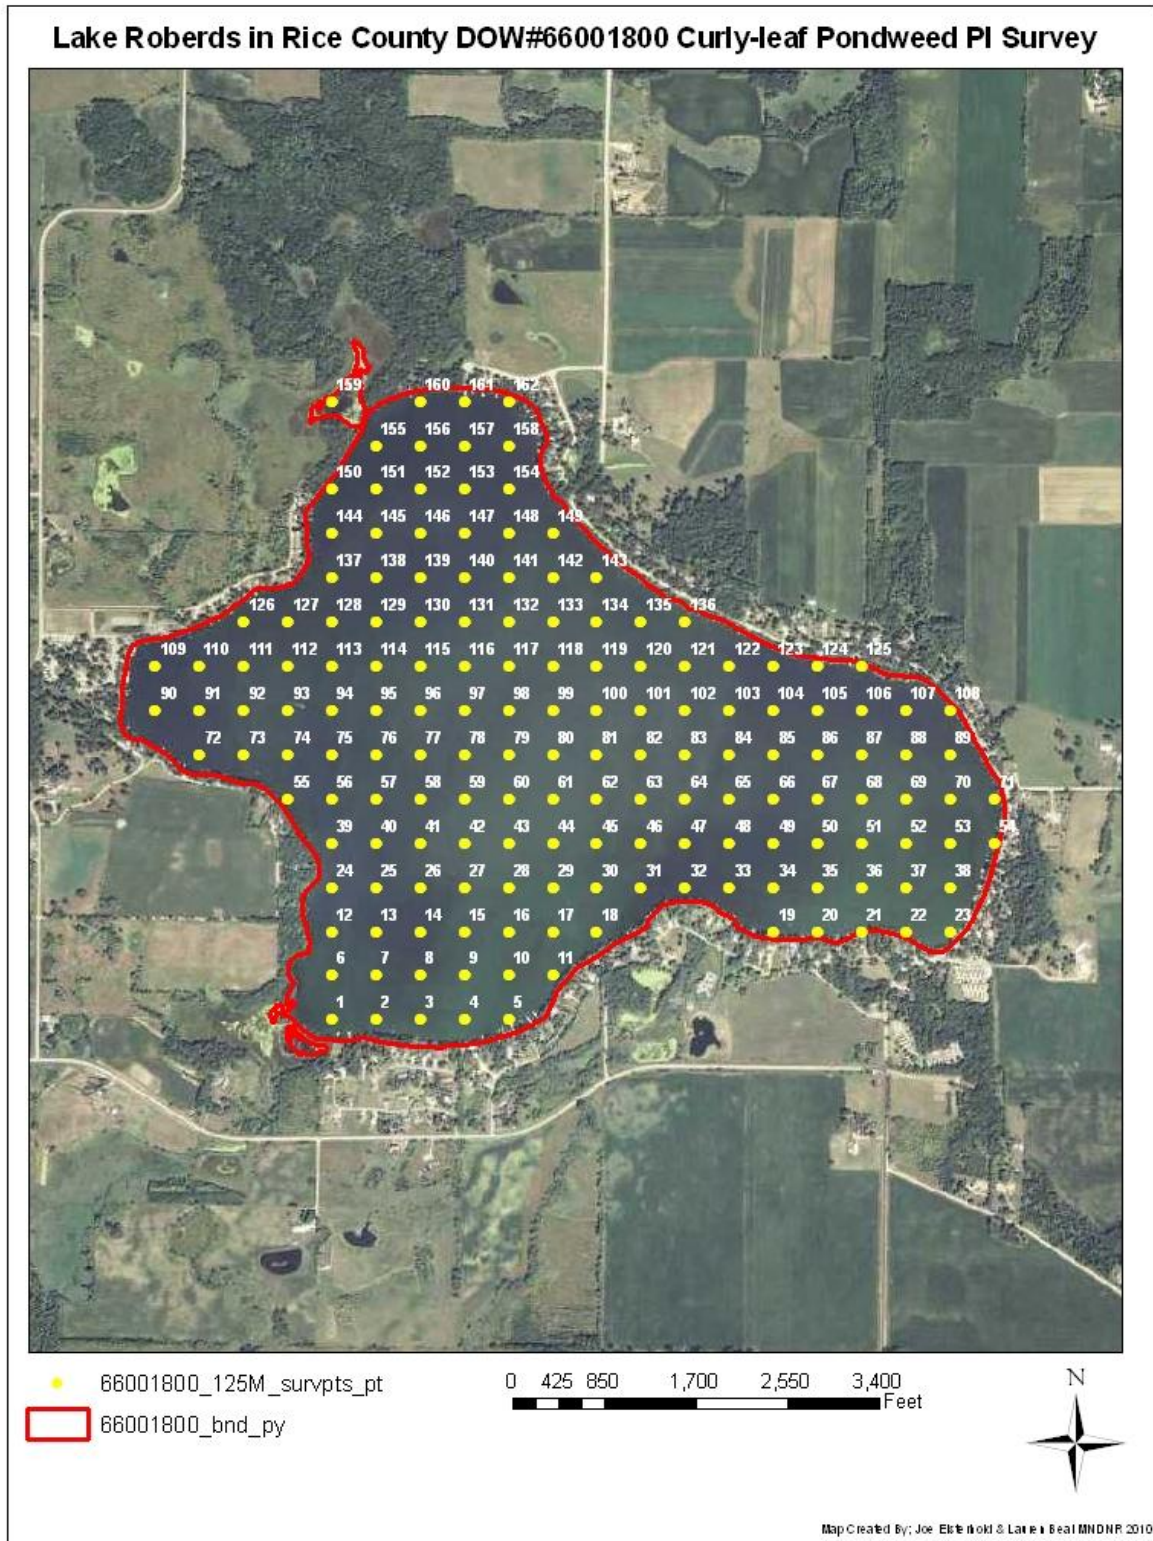 Lake Roberds in Rice County DOW#66001800 Curly-leaf Pondweed PI Survey
159 160 161 162
155 156 157 158
150 151 152 153 154
144 145 146 147 148 149
137 138 139 140 141 142 143
126 127 128 129 130 131 132 133 134 135 136
109 110 111 112 113 114 115 116 117 118 119 120 121 122 123 124 125
90 91 92 93 94 95 96 97 98 99 100 101 102 103 104 105 106 107 108
72 73 74 75 76 77 78 79 80 81 82 83 84 85 86 87 88 89
55 56 57 58 59 60 61 62 63 64 65 66 67 68 69 70 71
39 40 41 42 43 44 45 46 47 48 49 50 51 52 53 54
24 25 26 27 28 29 30 31 32 33 34 35 36 37 38
12 13 14 15 16 17 18 19 20 21 22 23
6 7 8 9 10 11
1 2 3 4 5
66001800_125M_survpts_pt
66001800_bnd_py
0 425 850 1,700 2,550 3,400
Feet
N
Map Created By; Joe Eisterhold & Lauren Beal MNDNR 2010